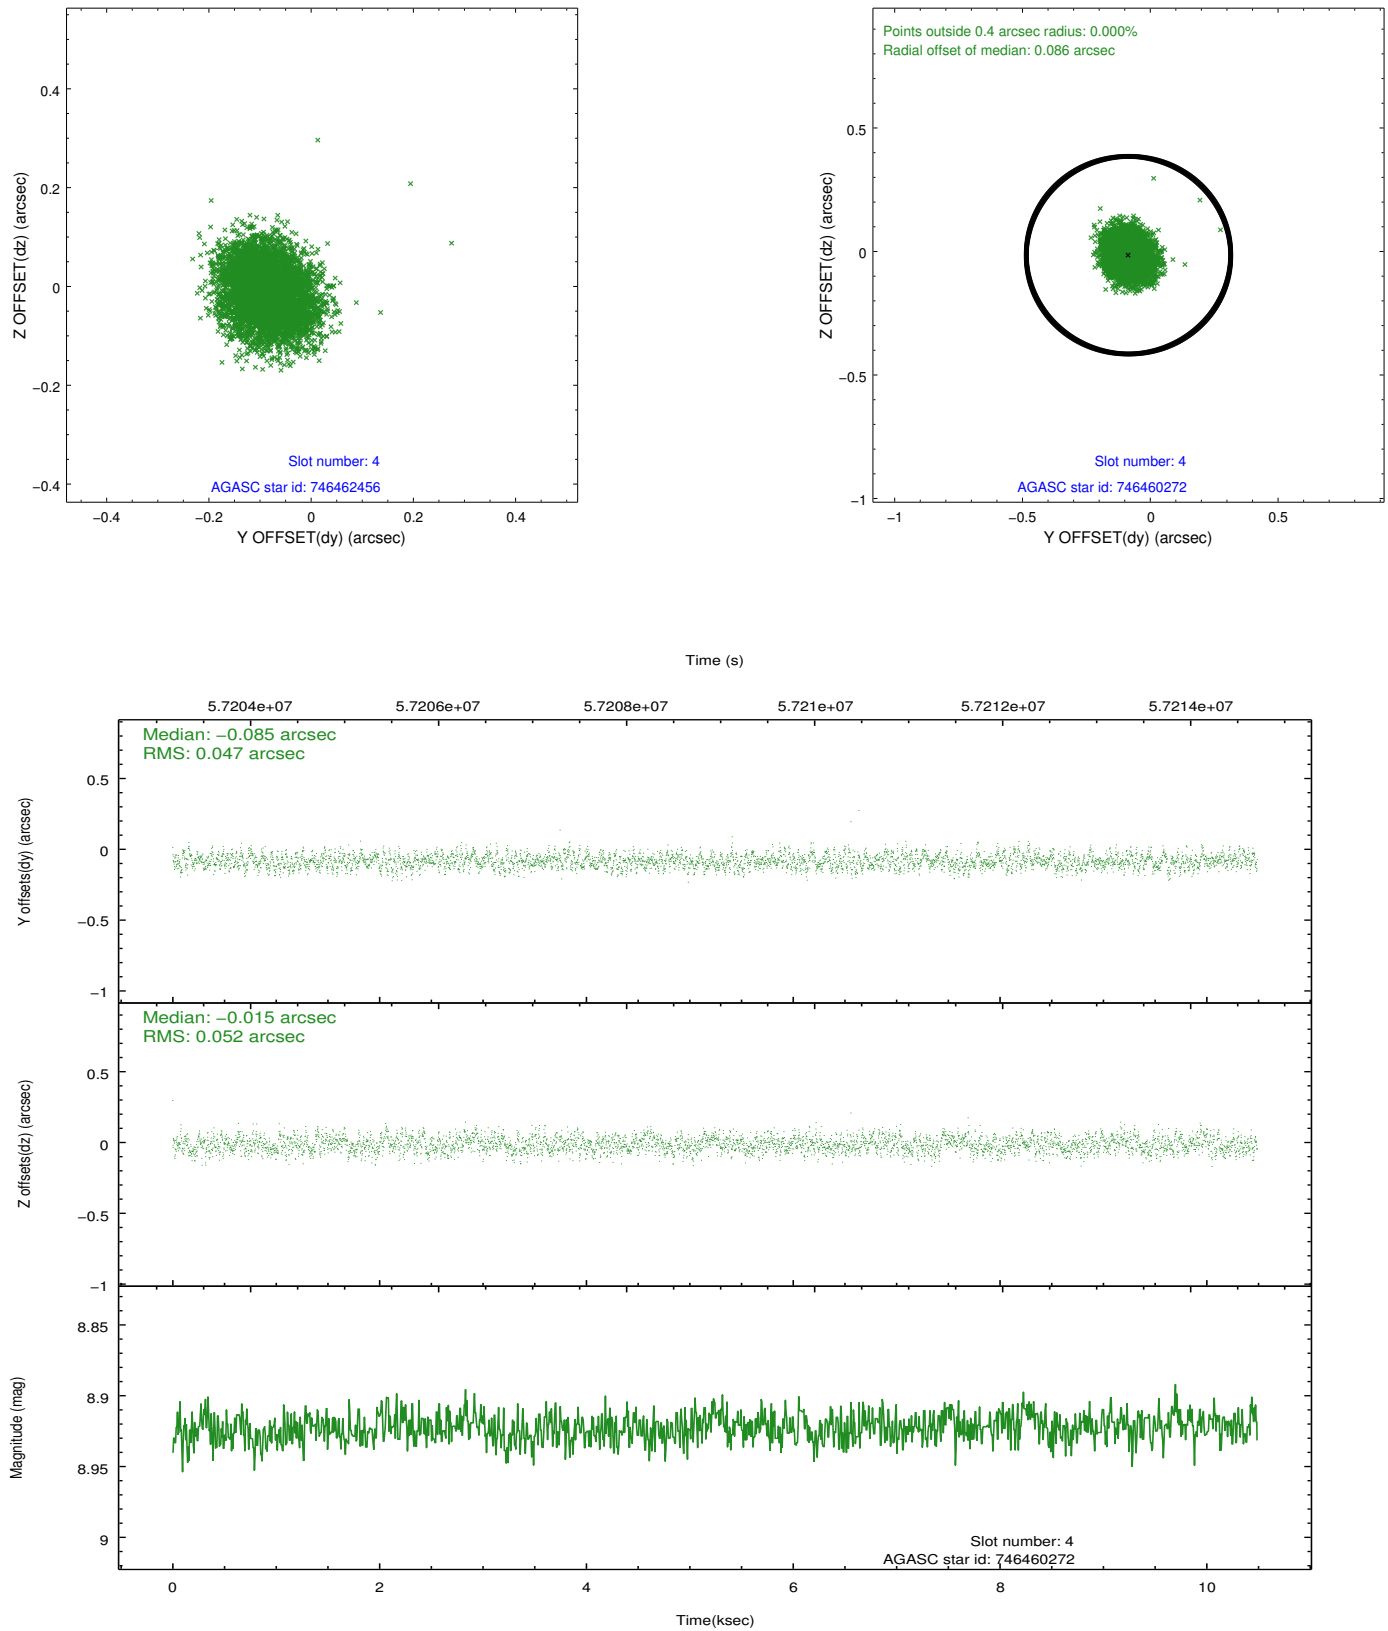 0.4
0.2
0
−0.2
−0.4
Z OFFSET(dz) (arcsec)
Slot number: 4
AGASC star id: 746462456
−0.4
−0.2
0
0.2
0.4
Y OFFSET(dy) (arcsec)
Points outside 0.4 arcsec radius: 0.000%
Radial offset of median: 0.086 arcsec
0.5
0
−0.5
−1
Z OFFSET(dz) (arcsec)
Slot number: 4
AGASC star id: 746460272
−1
−0.5
0
0.5
Y OFFSET(dy) (arcsec)
Time (s)
5.7204e+07
5.7206e+07
5.7208e+07
5.721e+07
5.7212e+07
5.7214e+07
Median: −0.085 arcsec
RMS: 0.047 arcsec
0.5
0
−0.5
−1
Y offsets(dy) (arcsec)
Median: −0.015 arcsec
RMS: 0.052 arcsec
0.5
0
−0.5
−1
Z offsets(dz) (arcsec)
8.85
8.9
8.95
9
Magnitude (mag)
Slot number: 4
AGASC star id: 746460272
0
2
4
6
8
10
Time(ksec)